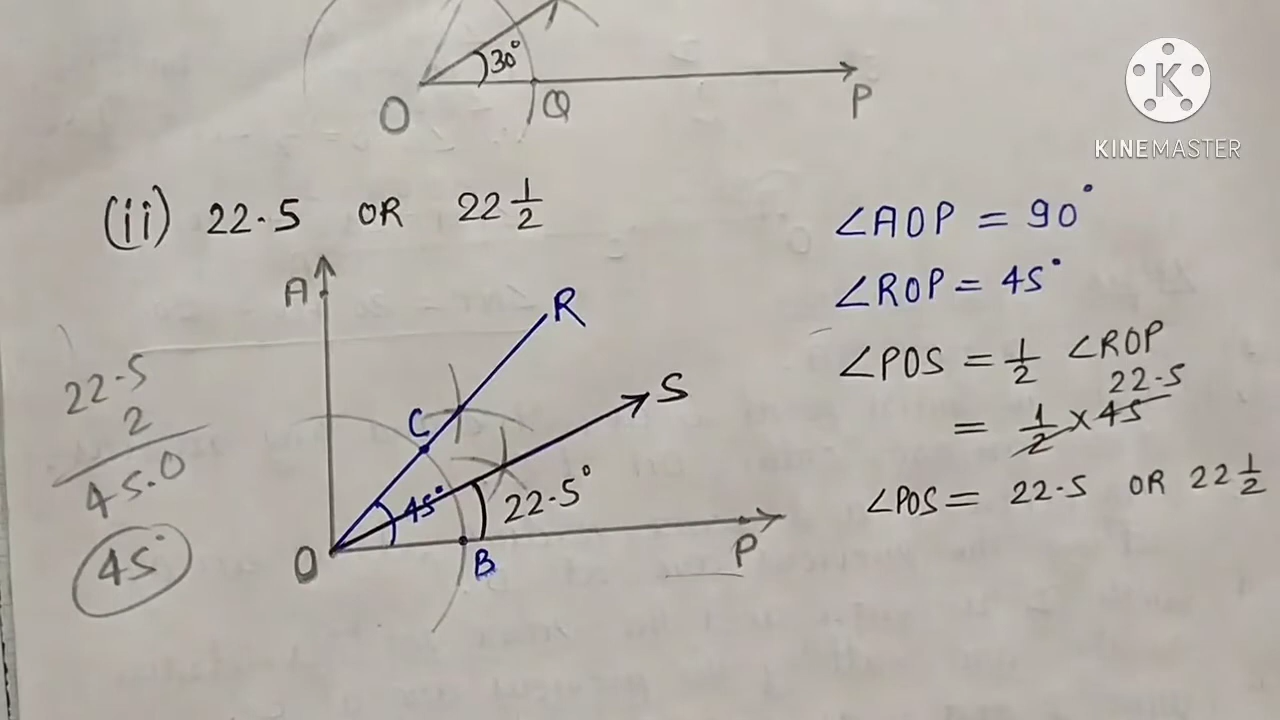 30°
O Q P
K
KINEMASTER
(ii) 22.5 OR 22 1/2
A
R
S
C
45°
22.5°
O B P
22.5
2
45.0
45°
∠AOP = 90°
∠ROP = 45°
∠POS = 1/2 ∠ROP
22.5
= 1/2 × 45
∠POS = 22.5 OR 22 1/2